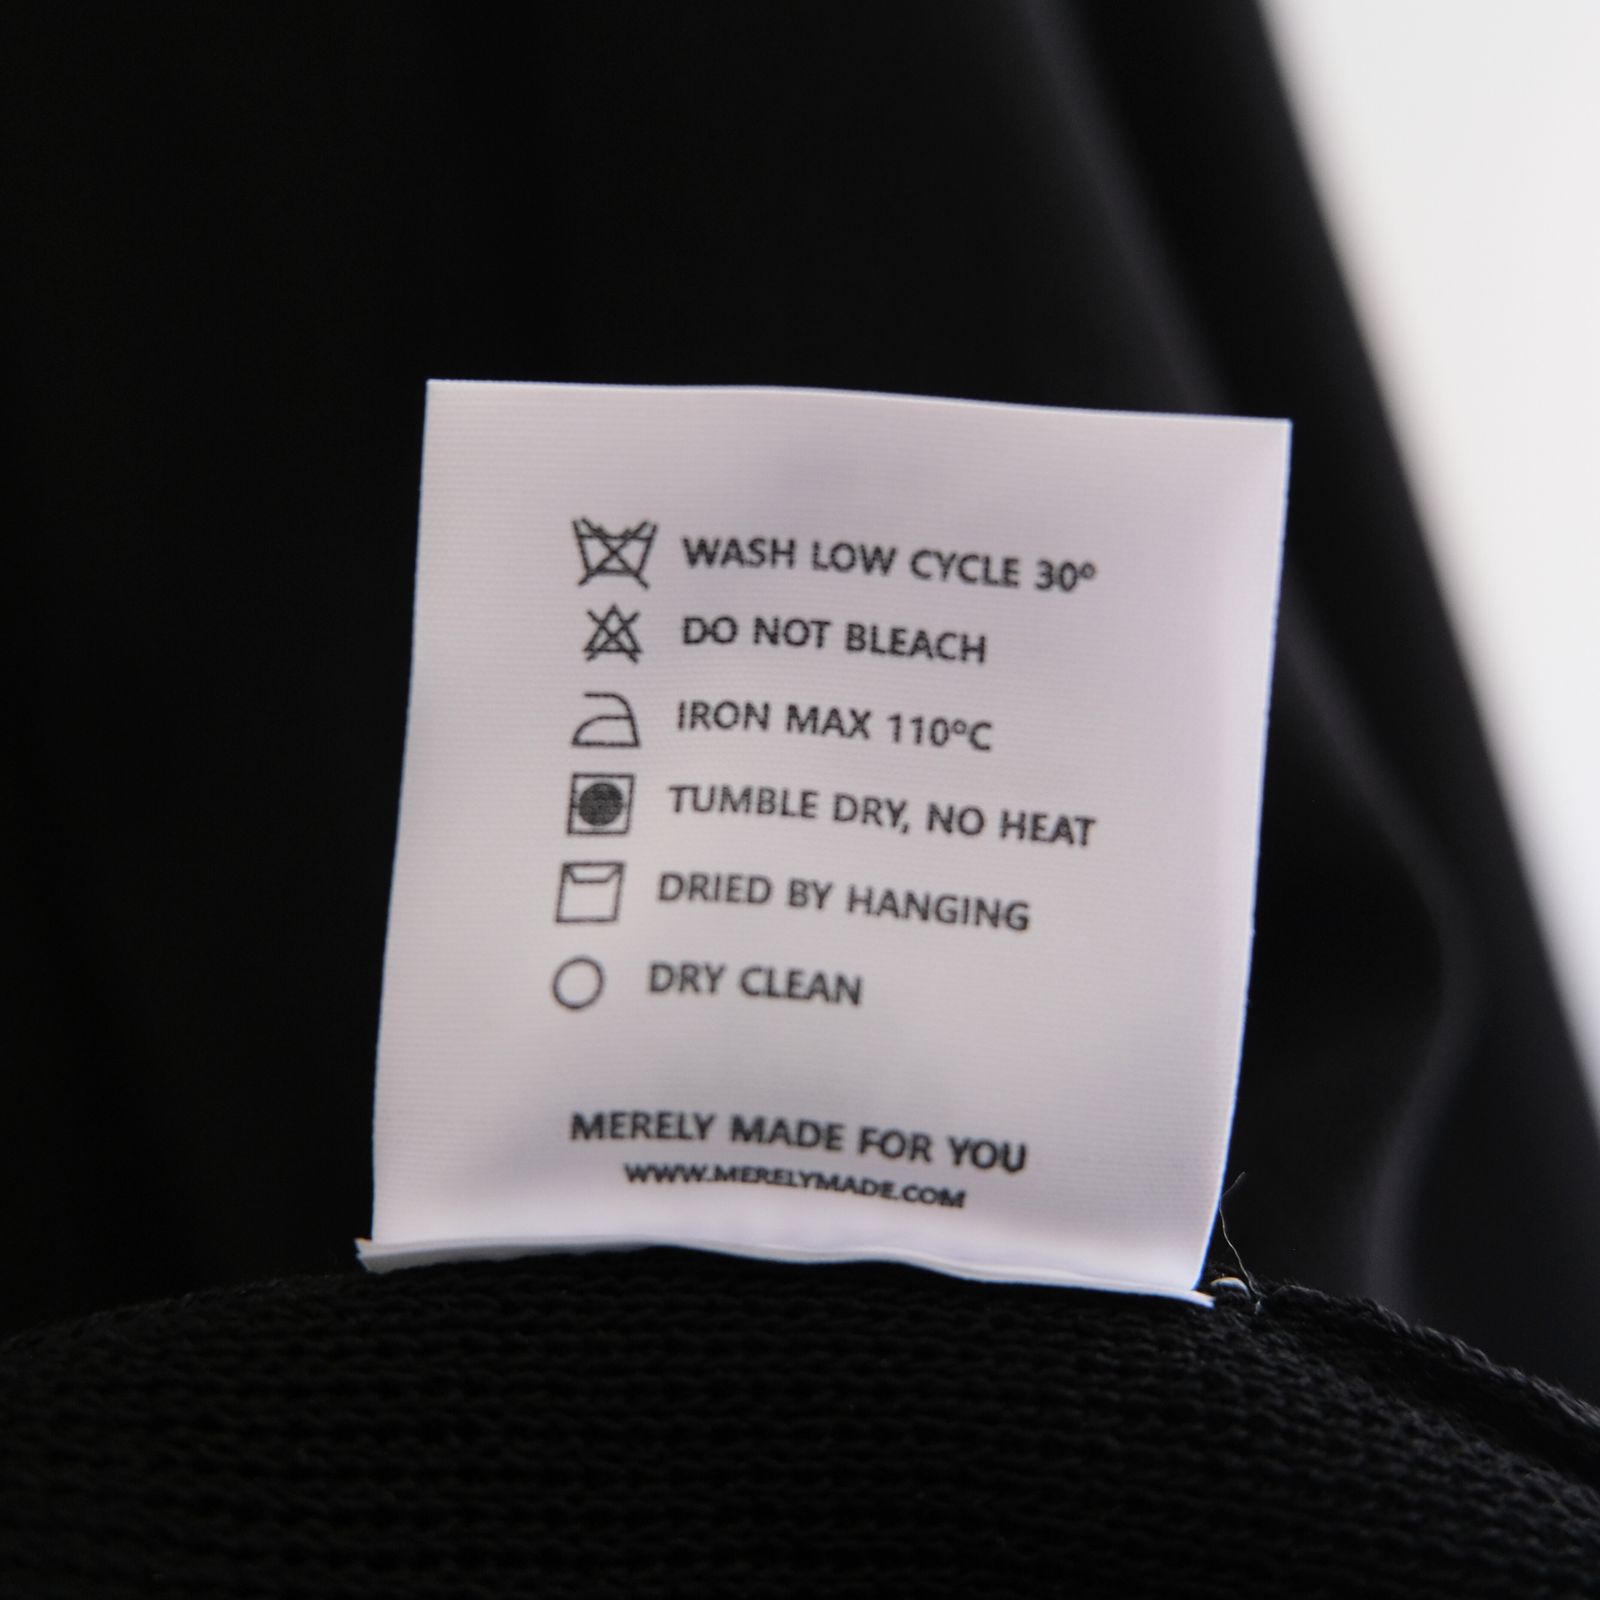 WASH LOW CYCLE 30º
DO NOT BLEACH
IRON MAX 110ºC
TUMBLE DRY, NO HEAT
DRIED BY HANGING
DRY CLEAN
MERELY MADE FOR YOU
WWW.MERELYMADE.COM